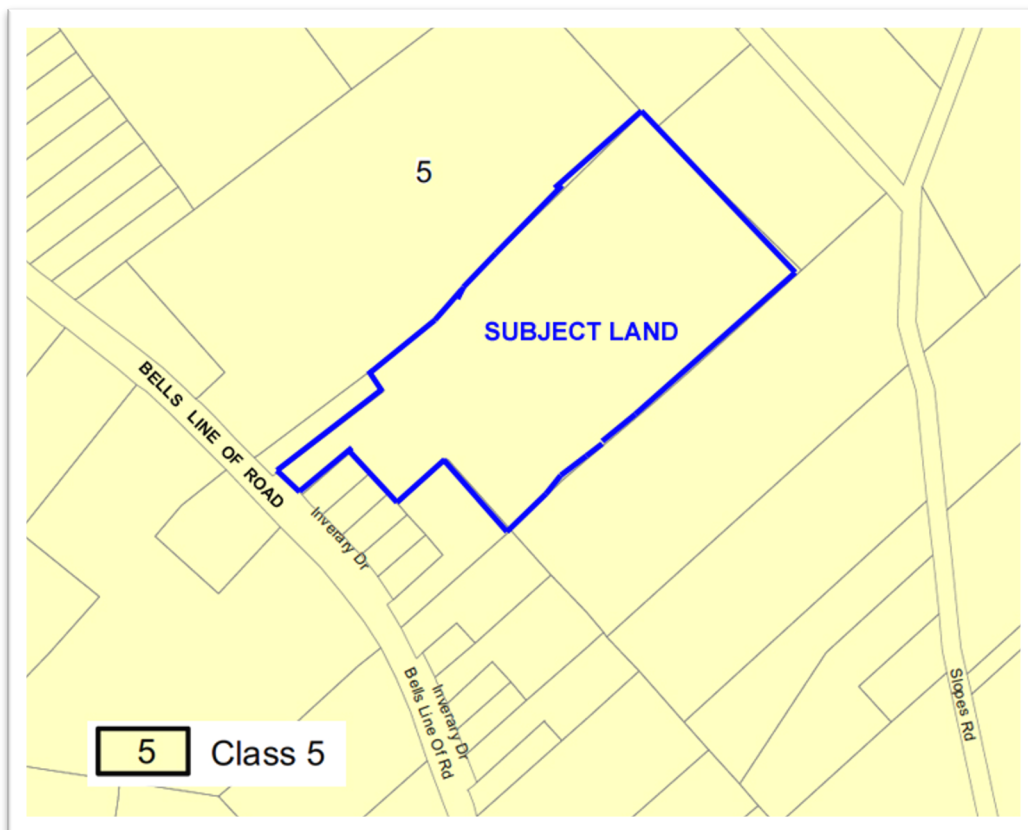 5
SUBJECT LAND
BELLS LINE OF ROAD
Inverary Dr
Inverary Dr
Bells Line Of Rd
Slopes Rd
5 Class 5